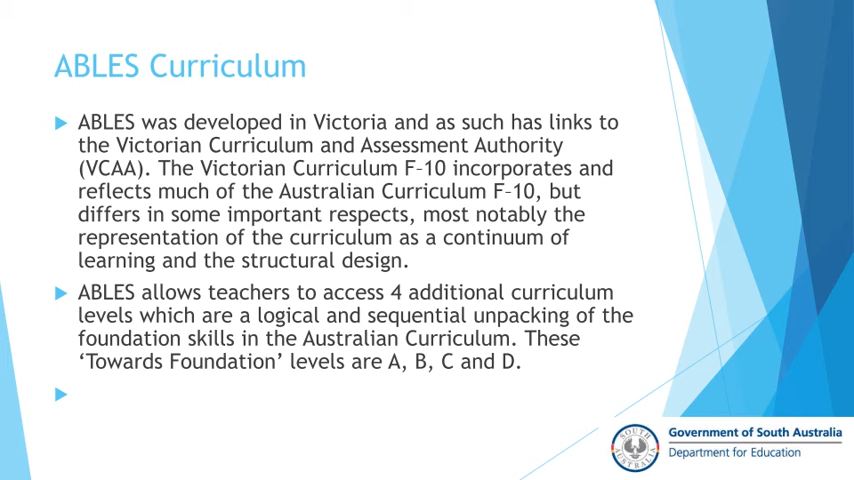 ABLES Curriculum
ABLES was developed in Victoria and as such has links to
the Victorian Curriculum and Assessment Authority
(VCAA). The Victorian Curriculum F–10 incorporates and
reflects much of the Australian Curriculum F–10, but
differs in some important respects, most notably the
representation of the curriculum as a continuum of
learning and the structural design.
ABLES allows teachers to access 4 additional curriculum
levels which are a logical and sequential unpacking of the
foundation skills in the Australian Curriculum. These
‘Towards Foundation’ levels are A, B, C and D.
SOUTH AUSTRALIA
Government of South Australia
Department for Education